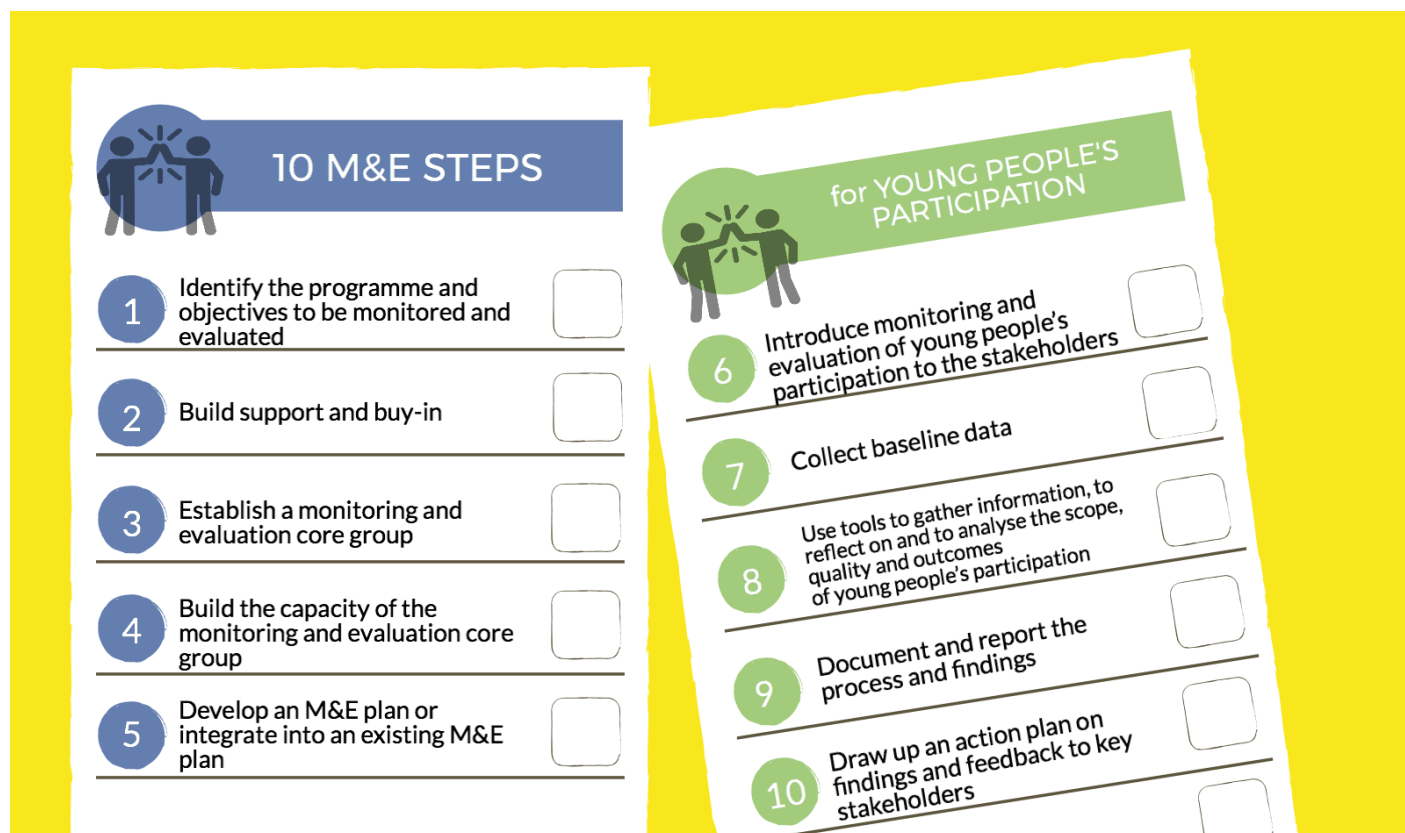 10 M&E STEPS
1
Identify the programme and
objectives to be monitored and
evaluated
2
Build support and buy-in
3
Establish a monitoring and
evaluation core group
4
Build the capacity of the
monitoring and evaluation core
group
5
Develop an M&E plan or
integrate into an existing M&E
plan
for YOUNG PEOPLE'S
PARTICIPATION
6
Introduce monitoring and
evaluation of young people’s
participation to the stakeholders
7
Collect baseline data
8
Use tools to gather information, to
reflect on and to analyse the scope,
quality and outcomes
of young people’s participation
9
Document and report the
process and findings
10
Draw up an action plan on
findings and feedback to key
stakeholders